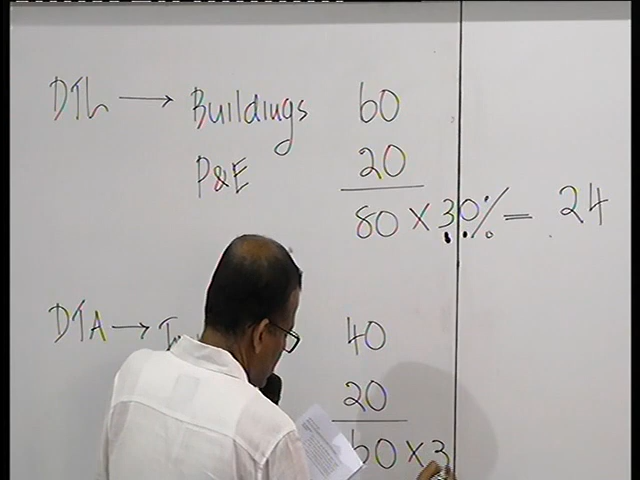 DTL → Buildings 60
P&E 20
80 × 30% = 24
DTA → 40
20
60 × 3